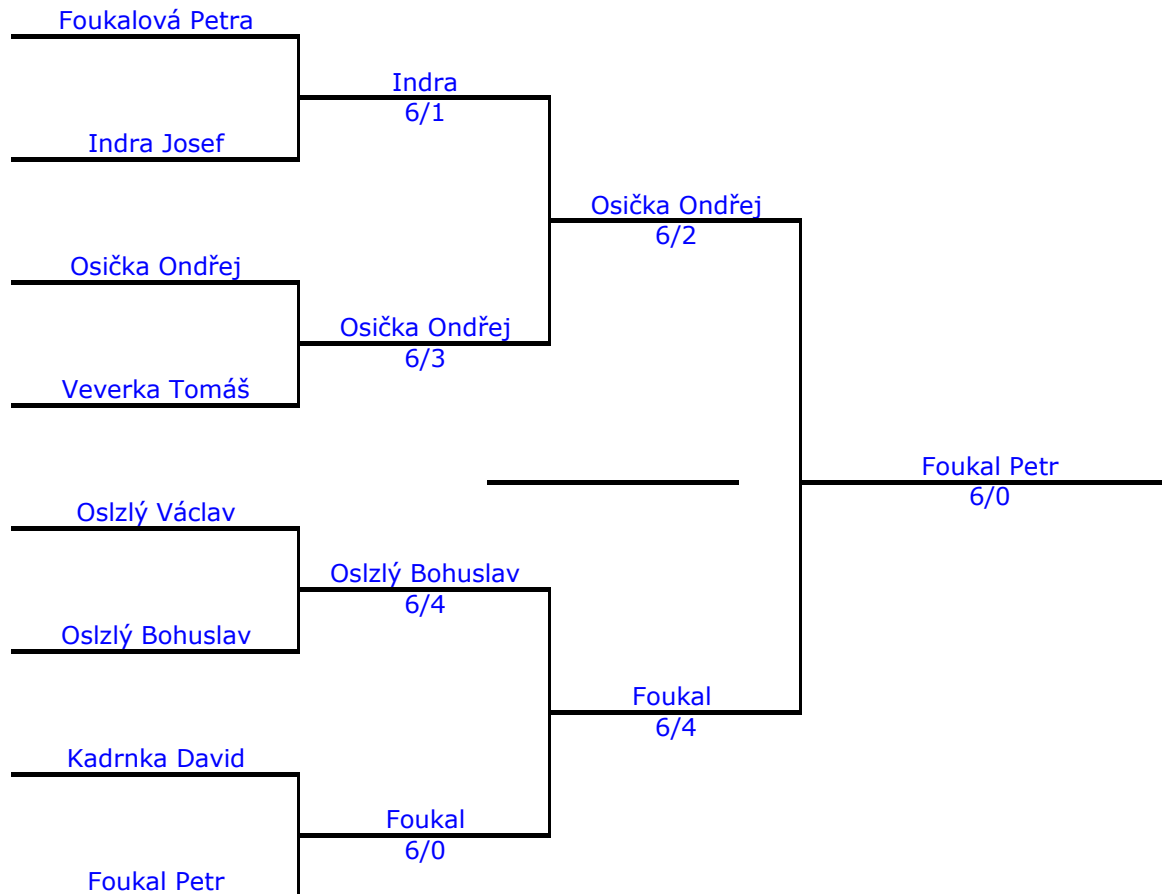 Foukalová Petra
Indra
6/1
Indra Josef
Osička Ondřej
6/2
Osička Ondřej
Osička Ondřej
6/3
Veverka Tomáš
Foukal Petr
6/0
Oslzlý Václav
Oslzlý Bohuslav
6/4
Oslzlý Bohuslav
Foukal
6/4
Kadrnka David
Foukal
6/0
Foukal Petr